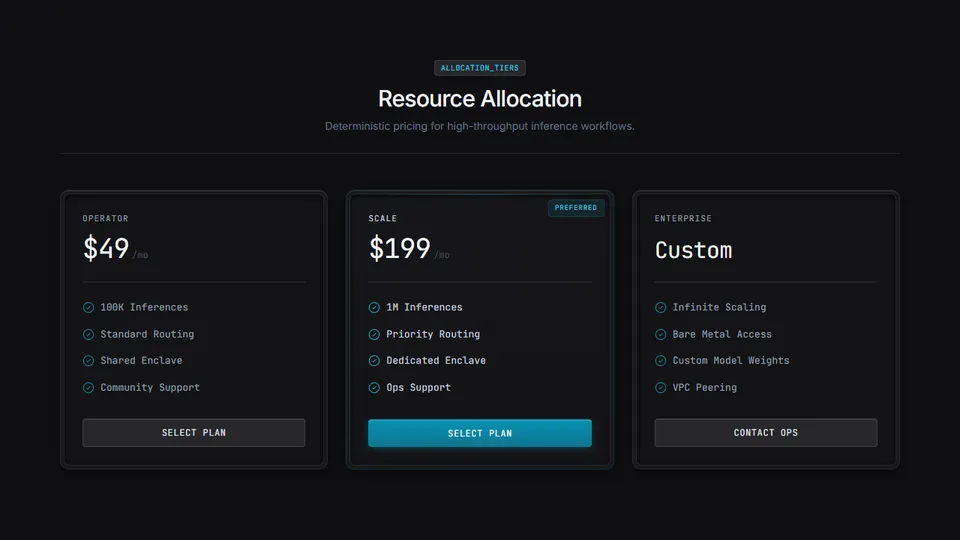 ALLOCATION_TIERS
Resource Allocation
Deterministic pricing for high-throughput inference workflows.
OPERATOR
$49 /mo
100K Inferences
Standard Routing
Shared Enclave
Community Support
SELECT PLAN
PREFERRED
SCALE
$199 /mo
1M Inferences
Priority Routing
Dedicated Enclave
Ops Support
SELECT PLAN
ENTERPRISE
Custom
Infinite Scaling
Bare Metal Access
Custom Model Weights
VPC Peering
CONTACT OPS